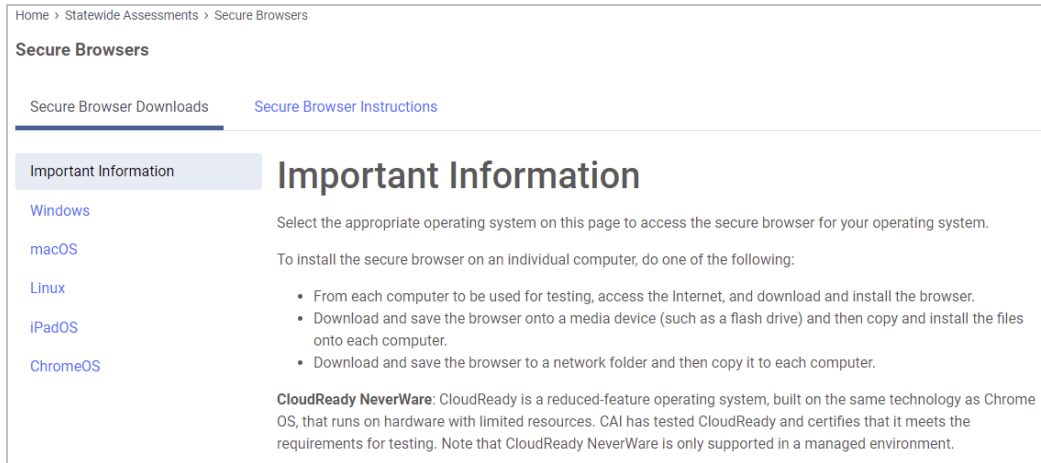 Home › Statewide Assessments › Secure Browsers
Secure Browsers
Secure Browser Downloads
Secure Browser Instructions
Important Information
Windows
macOS
Linux
iPadOS
ChromeOS
Important Information
Select the appropriate operating system on this page to access the secure browser for your operating system.
To install the secure browser on an individual computer, do one of the following:
• From each computer to be used for testing, access the Internet, and download and install the browser.
• Download and save the browser onto a media device (such as a flash drive) and then copy and install the files
onto each computer.
• Download and save the browser to a network folder and then copy it to each computer.
CloudReady NeverWare: CloudReady is a reduced-feature operating system, built on the same technology as Chrome
OS, that runs on hardware with limited resources. CAI has tested CloudReady and certifies that it meets the
requirements for testing. Note that CloudReady NeverWare is only supported in a managed environment.